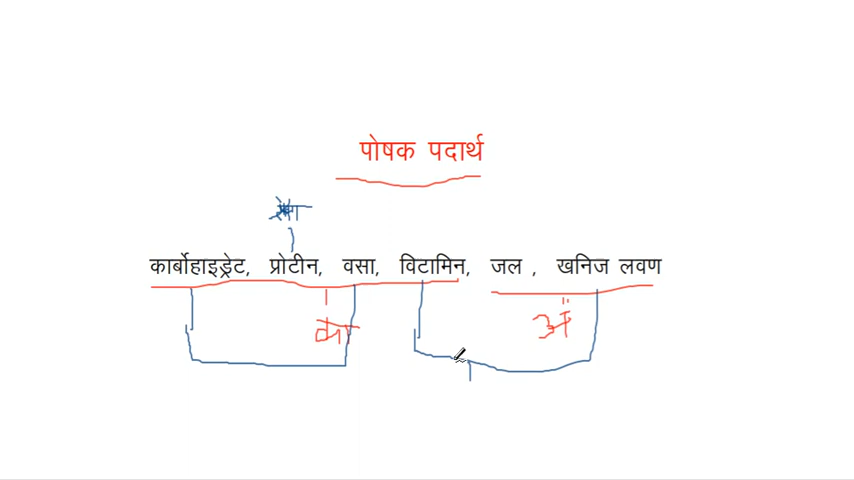 पोषक पदार्थ
कार्बोहाइड्रेट, प्रोटीन, वसा, विटामिन, जल , खनिज लवण
का